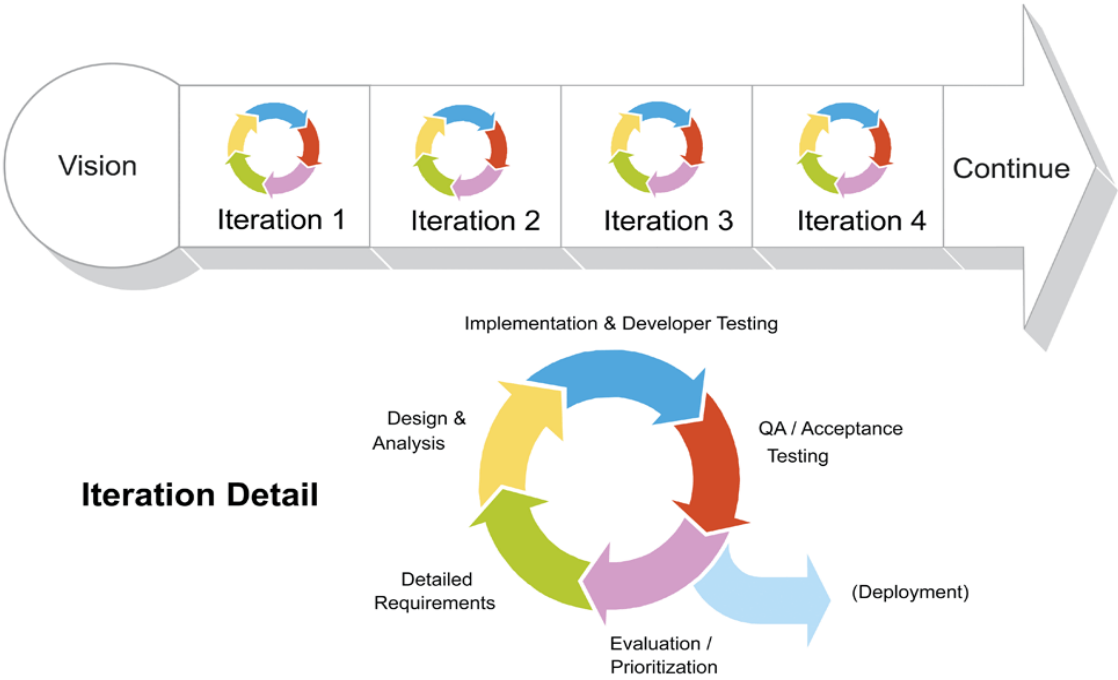 Vision
Iteration 1
Iteration 2
Iteration 3
Iteration 4
Continue
Implementation & Developer Testing
Design &
Analysis
QA / Acceptance
Testing
Iteration Detail
Detailed
Requirements
(Deployment)
Evaluation /
Prioritization